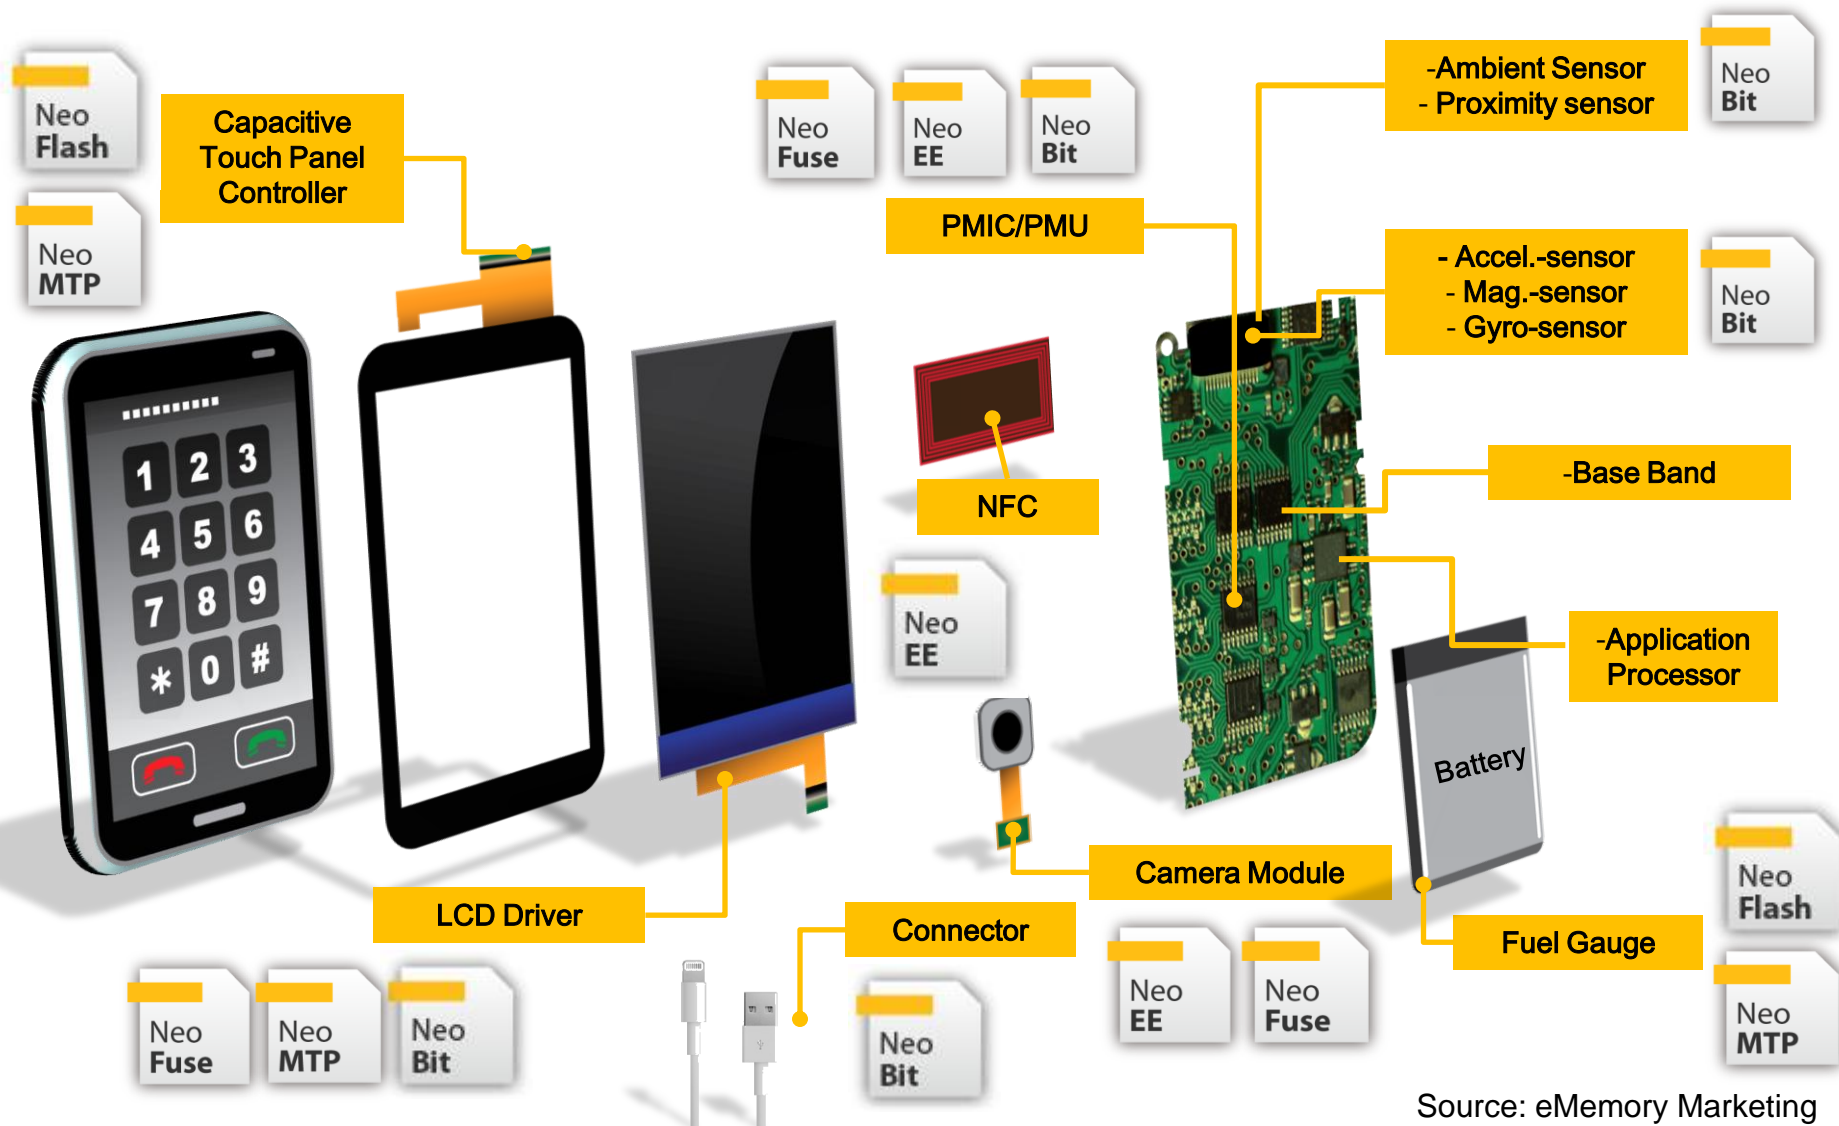 Neo
Flash
Capacitive
Touch Panel
Controller
Neo
MTP
Neo
Fuse
Neo
EE
Neo
Bit
PMIC/PMU
-Ambient Sensor
- Proximity sensor
Neo
Bit
- Accel.-sensor
- Mag.-sensor
- Gyro-sensor
Neo
Bit
1 2 3
4 5 6
7 8 9
* 0 #
NFC
Neo
EE
-Base Band
-Application
Processor
Battery
Camera Module
Neo
EE
Neo
Fuse
Fuel Gauge
Neo
Flash
Neo
MTP
LCD Driver
Neo
Fuse
Neo
MTP
Neo
Bit
Connector
Neo
Bit
Source: eMemory Marketing